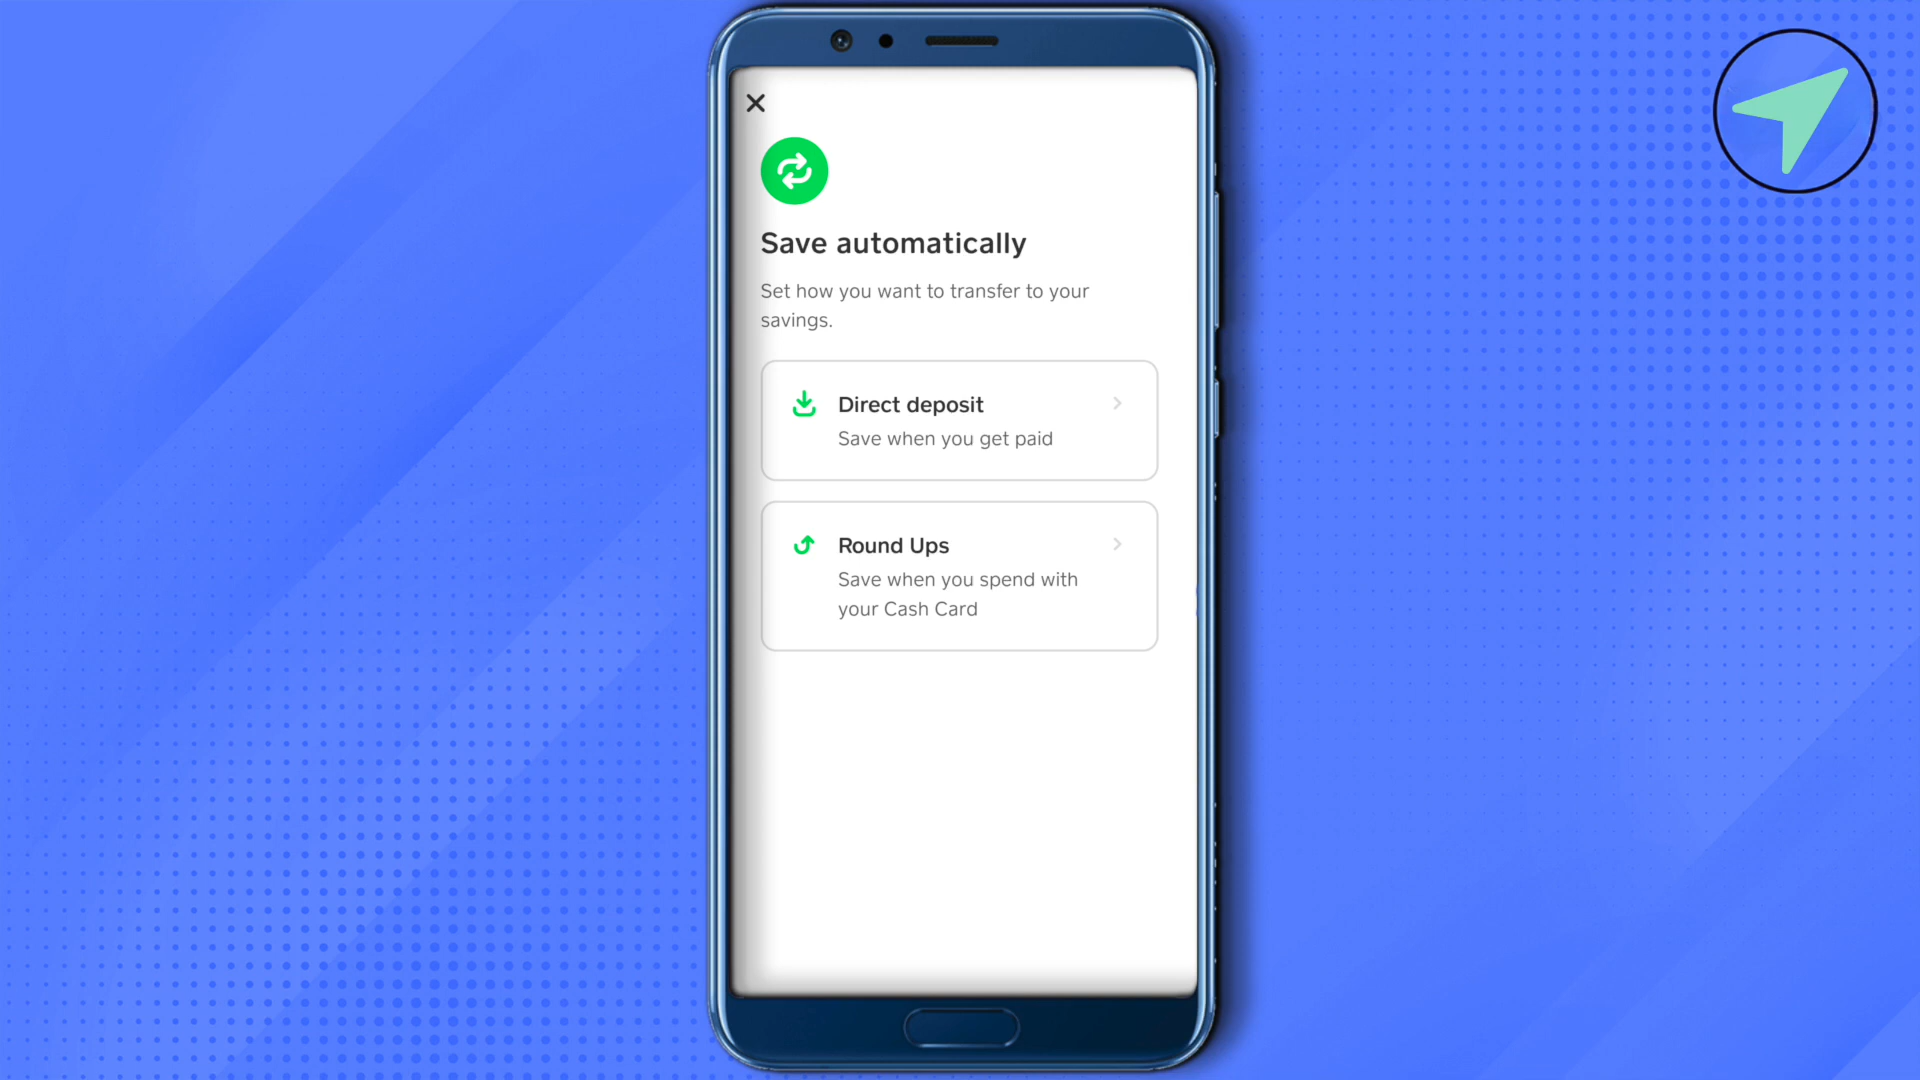 Save automatically
Set how you want to transfer to your
savings.
Direct deposit
Save when you get paid
Round Ups
Save when you spend with
your Cash Card